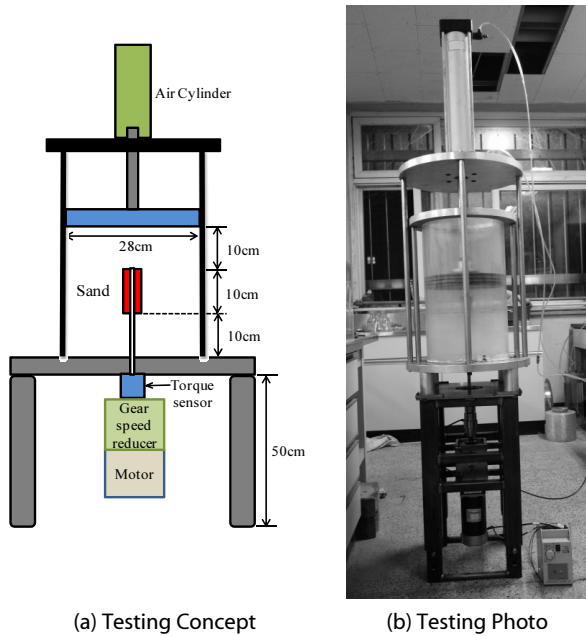 Air Cylinder
28cm
10cm
Sand
10cm
10cm
Torque
sensor
Gear
speed
reducer
Motor
50cm
(a) Testing Concept
(b) Testing Photo